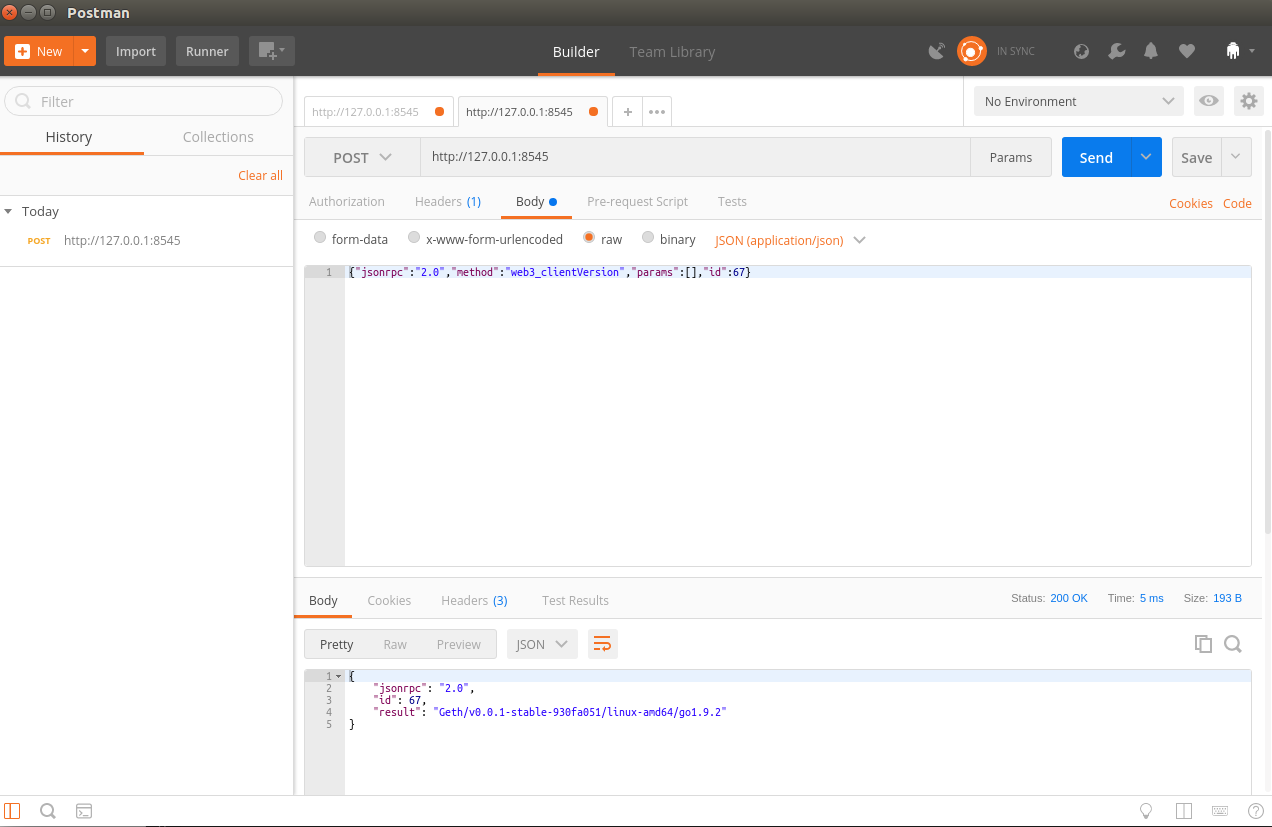 Postman
New Import Runner Builder Team Library IN SYNC
Filter
History Collections
Clear all
Today
POST http://127.0.0.1:8545
http://127.0.0.1:8545 http://127.0.0.1:8545 + ••• No Environment
POST http://127.0.0.1:8545 Params Send Save
Authorization Headers (1) Body Pre-request Script Tests Cookies Code
form-data x-www-form-urlencoded raw binary JSON (application/json)
1 {"jsonrpc":"2.0","method":"web3_clientVersion","params":[],"id":67}
Body Cookies Headers (3) Test Results Status: 200 OK Time: 5 ms Size: 193 B
Pretty Raw Preview JSON
1 {
2 "jsonrpc": "2.0",
3 "id": 67,
4 "result": "Geth/v0.0.1-stable-930fa051/linux-amd64/go1.9.2"
5 }